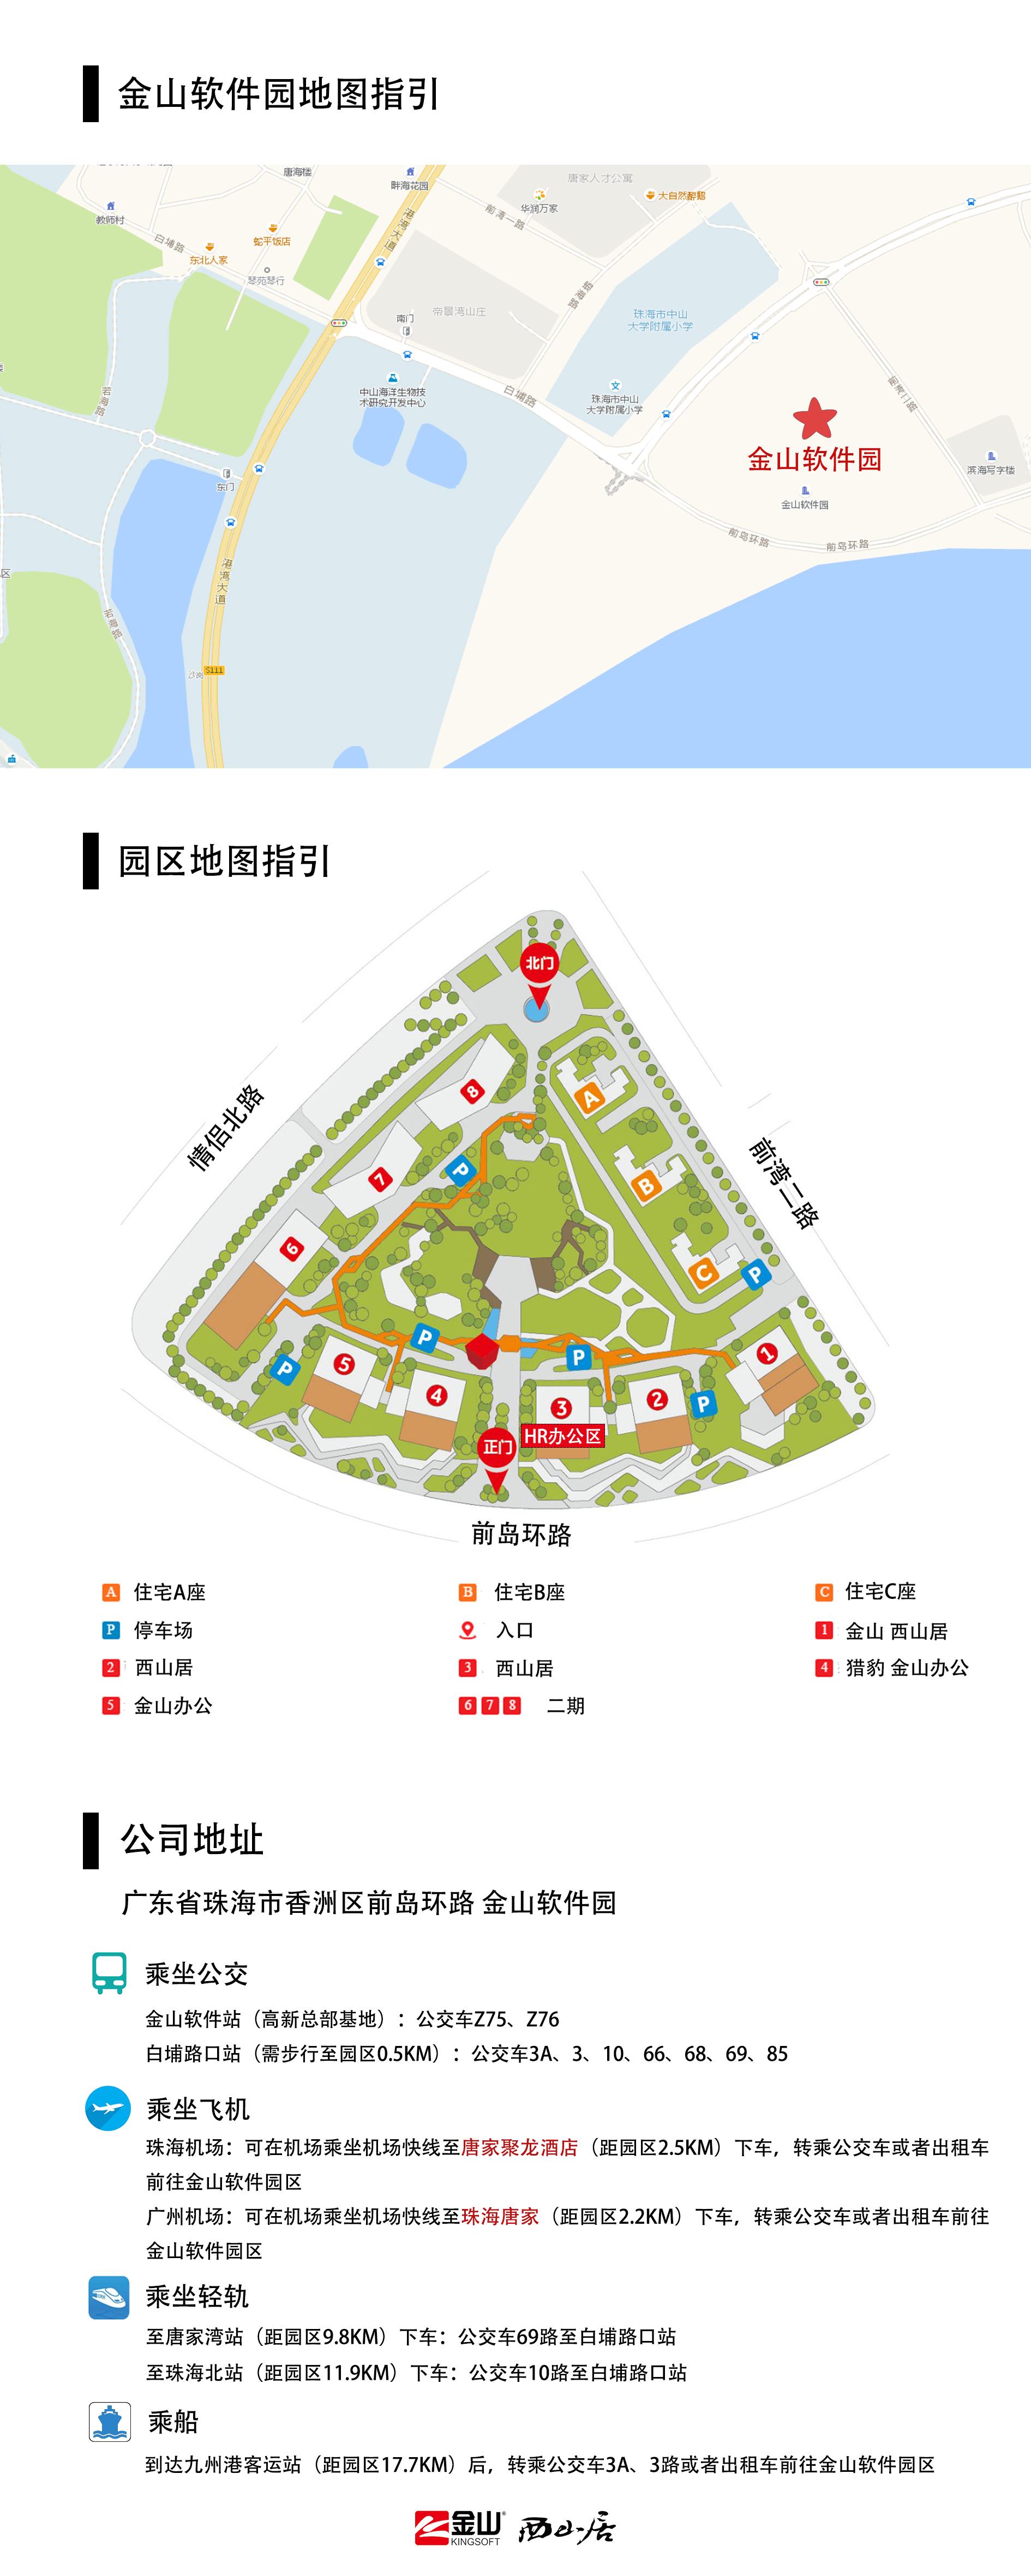 金山软件园地图指引
唐海楼
畔海花园
唐家人才公寓
华润万家
大自然醇麵
教师村
前湾一路
港湾大道
白埔路
蛇平饭店
东北人家
琴苑琴行
南门
帝景湾山庄
珠海市中山
大学附属小学
中山海洋生物技
术研究开发中心
若海路
白埔路
珠海市中山
大学附属小学
前湾二路
金山软件园
滨海写字楼
东门
金山软件园
前岛环路
前岛环路
港湾大道
区
若海路
S111
园区地图指引
北门
8
A
情侣北路
7
P
B
前湾二路
6
C
P
P
5
P
P
1
4
3
2
P
HR办公区
正门
前岛环路
A 住宅A座
B 住宅B座
C 住宅C座
P 停车场
入口
1 金山 西山居
2 西山居
3 西山居
4 猎豹 金山办公
5 金山办公
6 7 8 二期
公司地址
广东省珠海市香洲区前岛环路 金山软件园
乘坐公交
金山软件站（高新总部基地）：公交车Z75、Z76
白埔路口站（需步行至园区0.5KM）：公交车3A、3、10、66、68、69、85
乘坐飞机
珠海机场：可在机场乘坐机场快线至唐家聚龙酒店（距园区2.5KM）下车，转乘公交车或者出租车
前往金山软件园区
广州机场：可在机场乘坐机场快线至珠海唐家（距园区2.2KM）下车，转乘公交车或者出租车前往
金山软件园区
乘坐轻轨
至唐家湾站（距园区9.8KM）下车：公交车69路至白埔路口站
至珠海北站（距园区11.9KM）下车：公交车10路至白埔路口站
乘船
到达九州港客运站（距园区17.7KM）后，转乘公交车3A、3路或者出租车前往金山软件园区
金山® 西山居
KINGSOFT